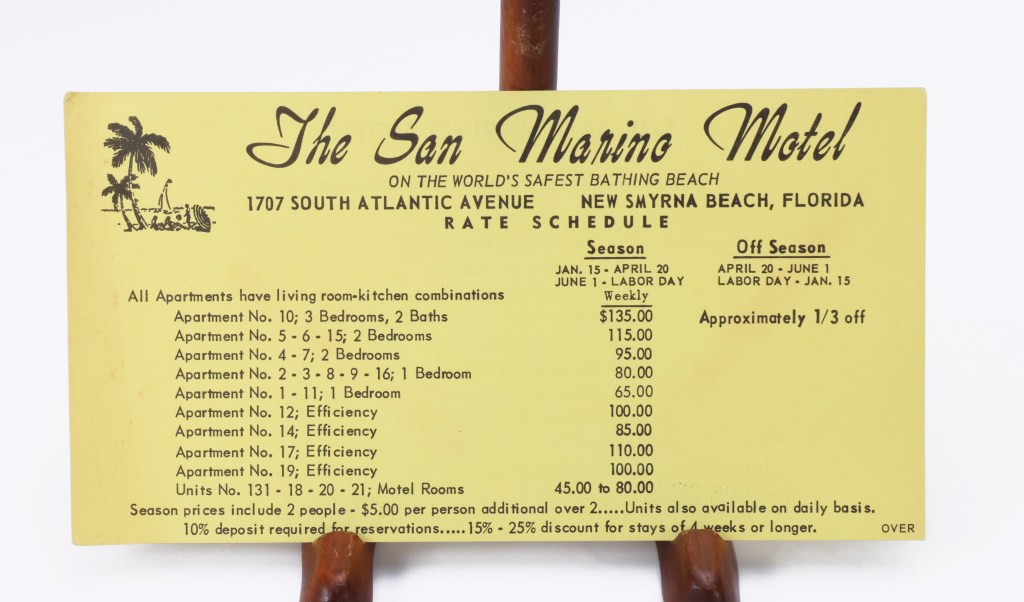 The San Marino Motel
ON THE WORLD'S SAFEST BATHING BEACH
1707 SOUTH ATLANTIC AVENUE NEW SMYRNA BEACH, FLORIDA
RATE SCHEDULE
Season Off Season
JAN. 15 - APRIL 20 APRIL 20 - JUNE 1
JUNE 1 - LABOR DAY LABOR DAY - JAN. 15
All Apartments have living room-kitchen combinations Weekly
Apartment No. 10; 3 Bedrooms, 2 Baths $135.00 Approximately 1/3 off
Apartment No. 5 - 6 - 15; 2 Bedrooms 115.00
Apartment No. 4 - 7; 2 Bedrooms 95.00
Apartment No. 2 - 3 - 8 - 9 - 16; 1 Bedroom 80.00
Apartment No. 1 - 11; 1 Bedroom 65.00
Apartment No. 12; Efficiency 100.00
Apartment No. 14; Efficiency 85.00
Apartment No. 17; Efficiency 110.00
Apartment No. 19; Efficiency 100.00
Units No. 131 - 18 - 20 - 21; Motel Rooms 45.00 to 80.00
Season prices include 2 people - $5.00 per person additional over 2.....Units also available on daily basis.
10% deposit required for reservations.....15% - 25% discount for stays of 4 weeks or longer. OVER